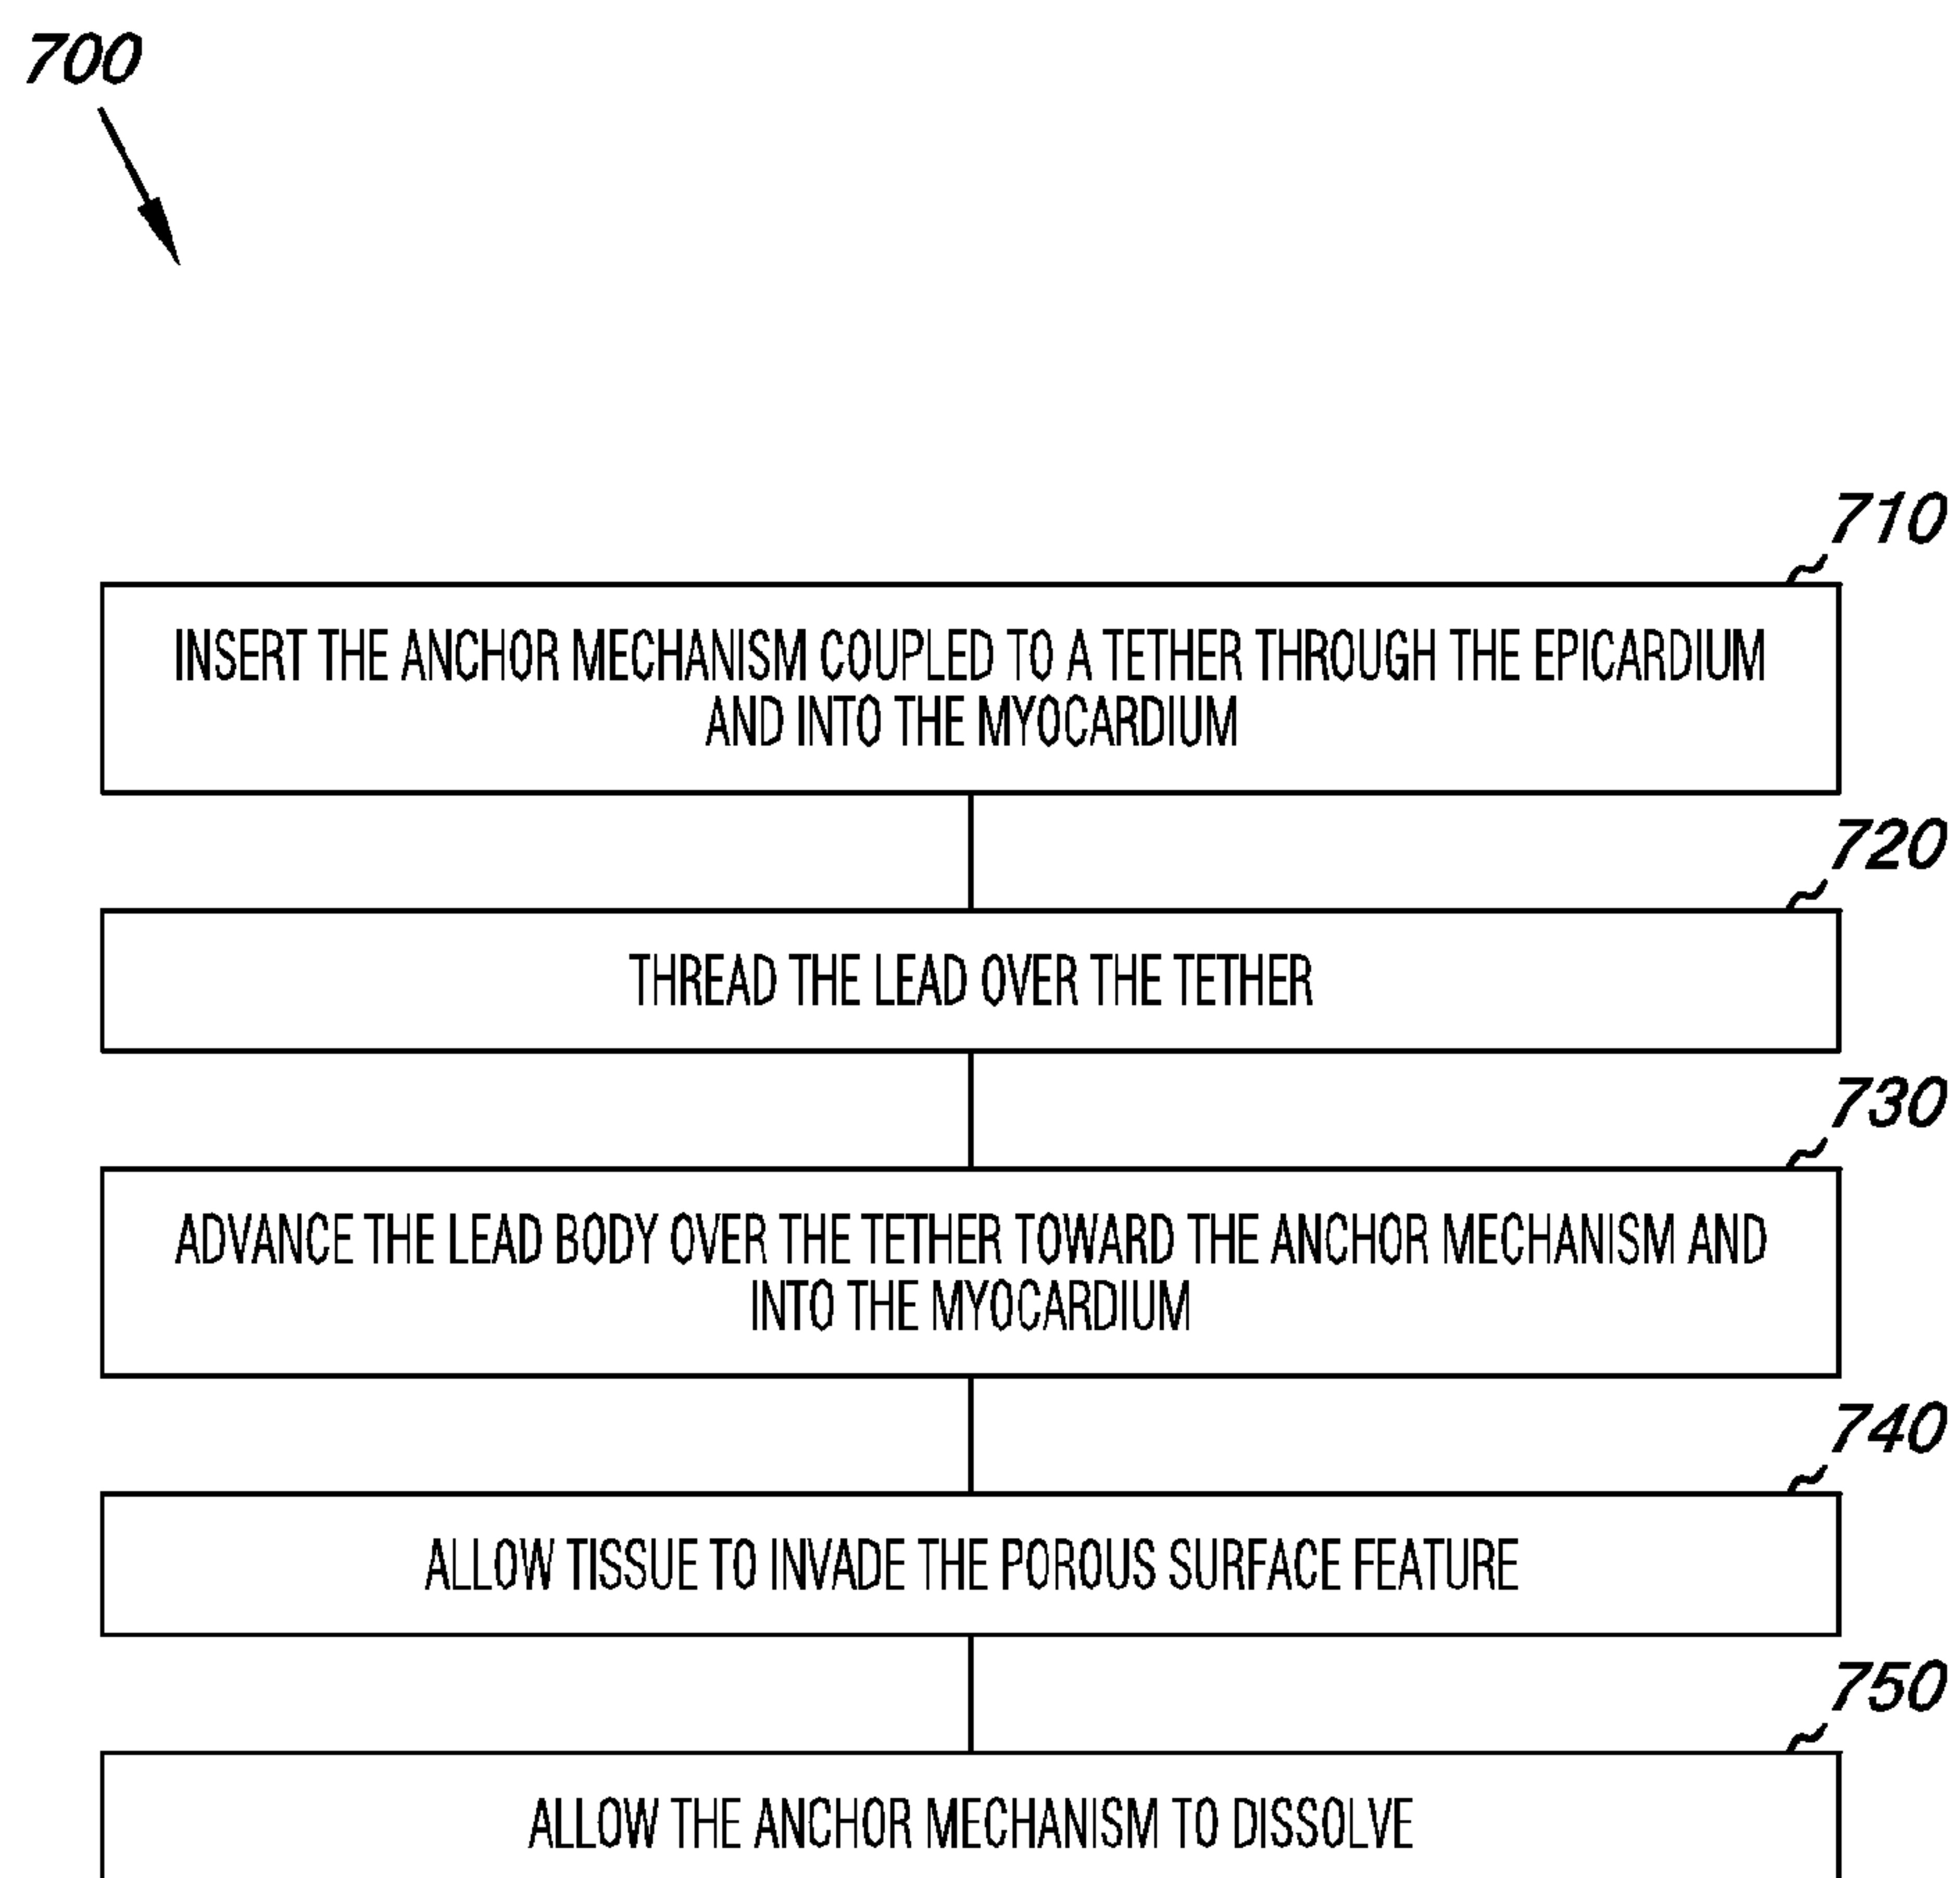 700
710
INSERT THE ANCHOR MECHANISM COUPLED TO A TETHER THROUGH THE EPICARDIUM
AND INTO THE MYOCARDIUM
720
THREAD THE LEAD OVER THE TETHER
730
ADVANCE THE LEAD BODY OVER THE TETHER TOWARD THE ANCHOR MECHANISM AND
INTO THE MYOCARDIUM
740
ALLOW TISSUE TO INVADE THE POROUS SURFACE FEATURE
750
ALLOW THE ANCHOR MECHANISM TO DISSOLVE